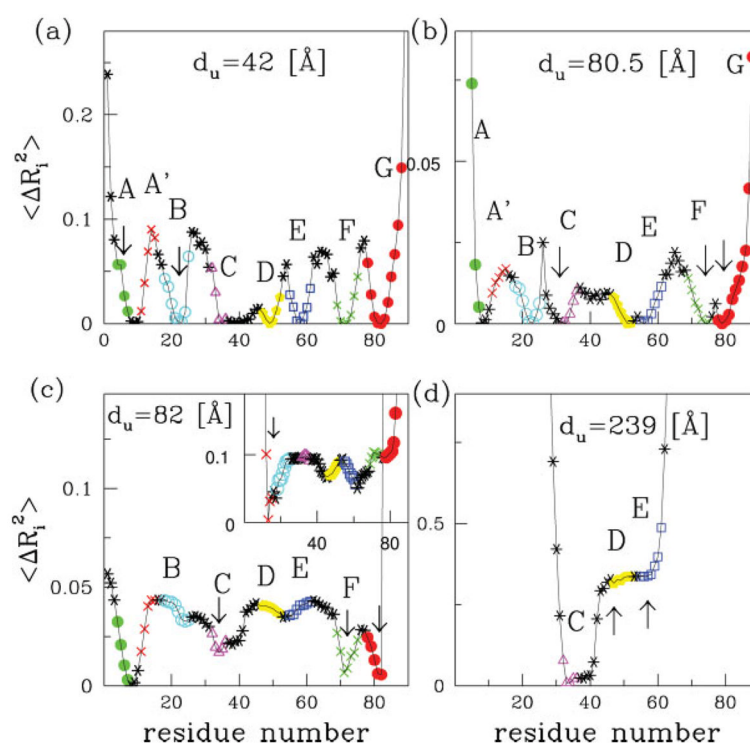 (a)
d_u=42 [Å]
<ΔR_i^2>
0.2
0.1
0
A
A'
B
C
D
E
F
G
0 20 40 60 80
(b)
d_u=80.5 [Å]
0.05
0
A
A'
B
C
D
E
F
G
20 40 60 80
(c)
d_u=82 [Å]
<ΔR_i^2>
0.1
0.05
0
B
C
D
E
F
0.1
0
40 80
20 40 60 80
residue number
(d)
d_u=239 [Å]
0.5
0
C
D
E
20 40 60 80
residue number